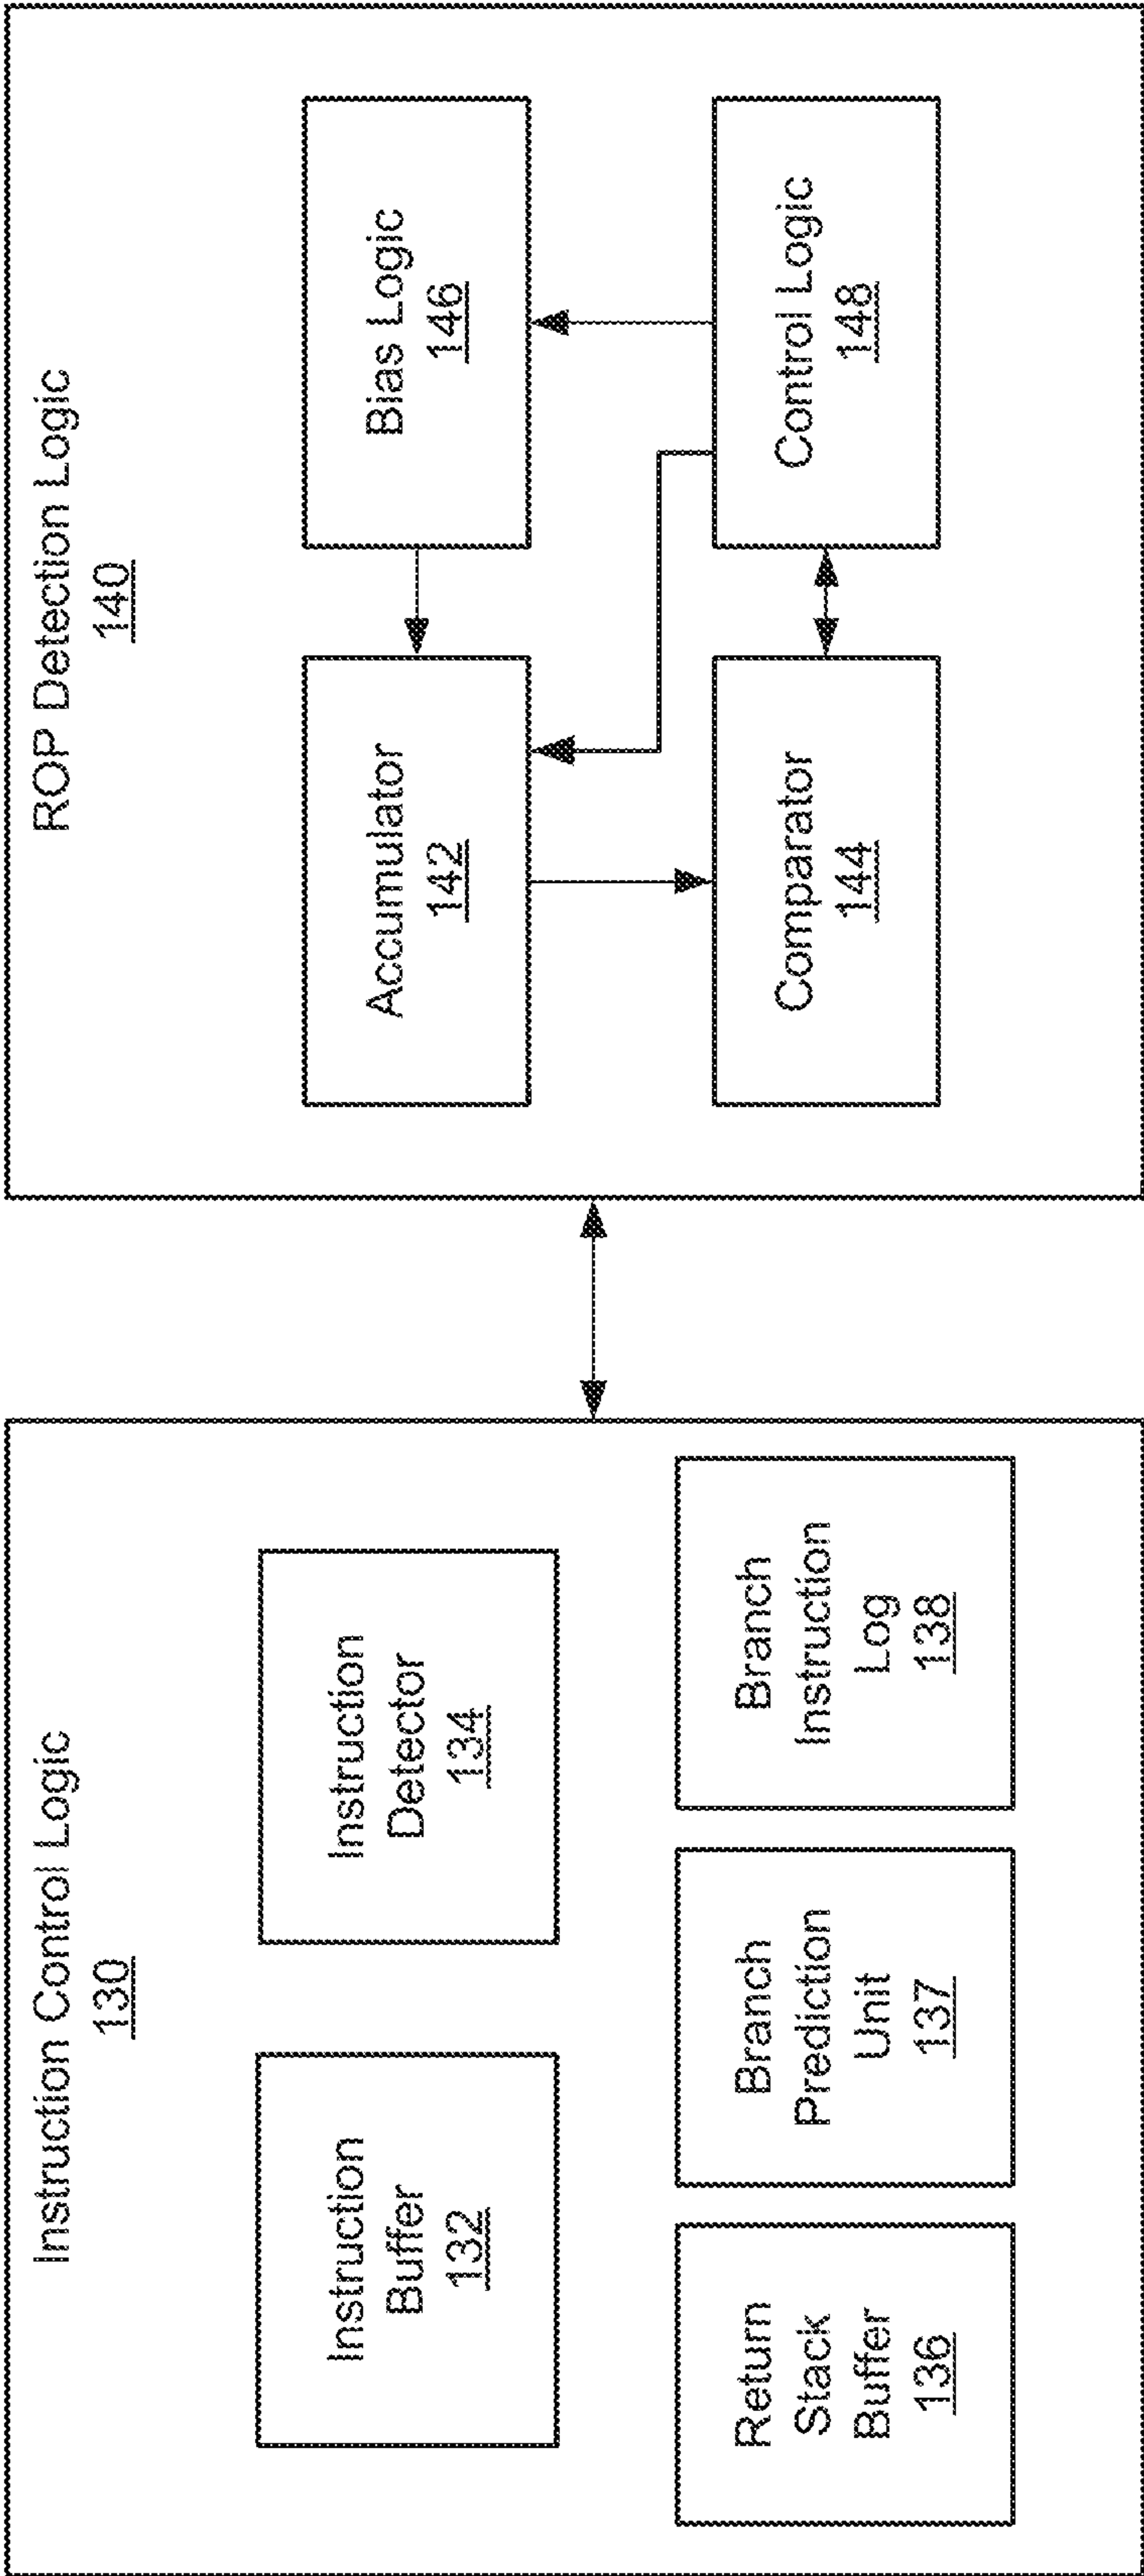 Instruction Control Logic
130
Instruction
Buffer
132
Instruction
Detector
134
Return
Stack
Buffer
136
Branch
Prediction
Unit
137
Branch
Instruction
Log
138
ROP Detection Logic
140
Accumulator
142
Bias Logic
146
Comparator
144
Control Logic
148